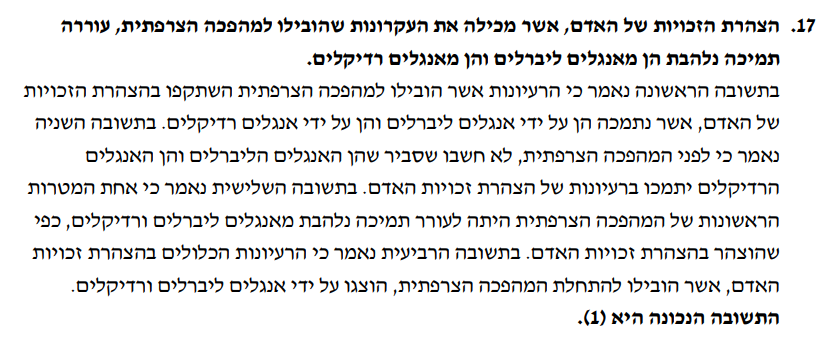 17. הצהרת הזכויות של האדם, אשר מכילה את העקרונות שהובילו למהפכה הצרפתית, עוררה
תמיכה נלהבת הן מאנגלים ליברלים והן מאנגלים רדיקלים.
בתשובה הראשונה נאמר כי הרעיונות אשר הובילו למהפכה הצרפתית השתקפו בהצהרת הזכויות
של האדם, אשר נתמכה הן על ידי אנגלים ליברלים והן על ידי אנגלים רדיקלים. בתשובה השניה
נאמר כי לפני המהפכה הצרפתית, לא חשבו שסביר שהן האנגלים הליברלים והן האנגלים
הרדיקלים יתמכו ברעיונות של הצהרת זכויות האדם. בתשובה השלישית נאמר כי אחת המטרות
הראשונות של המהפכה הצרפתית היתה לעורר תמיכה נלהבת מאנגלים ליברלים ורדיקלים, כפי
שהוצהר בהצהרת זכויות האדם. בתשובה הרביעית נאמר כי הרעיונות הכלולים בהצהרת זכויות
האדם, אשר הובילו להתחלת המהפכה הצרפתית, הוצגו על ידי אנגלים ליברלים ורדיקלים.
התשובה הנכונה היא (1).